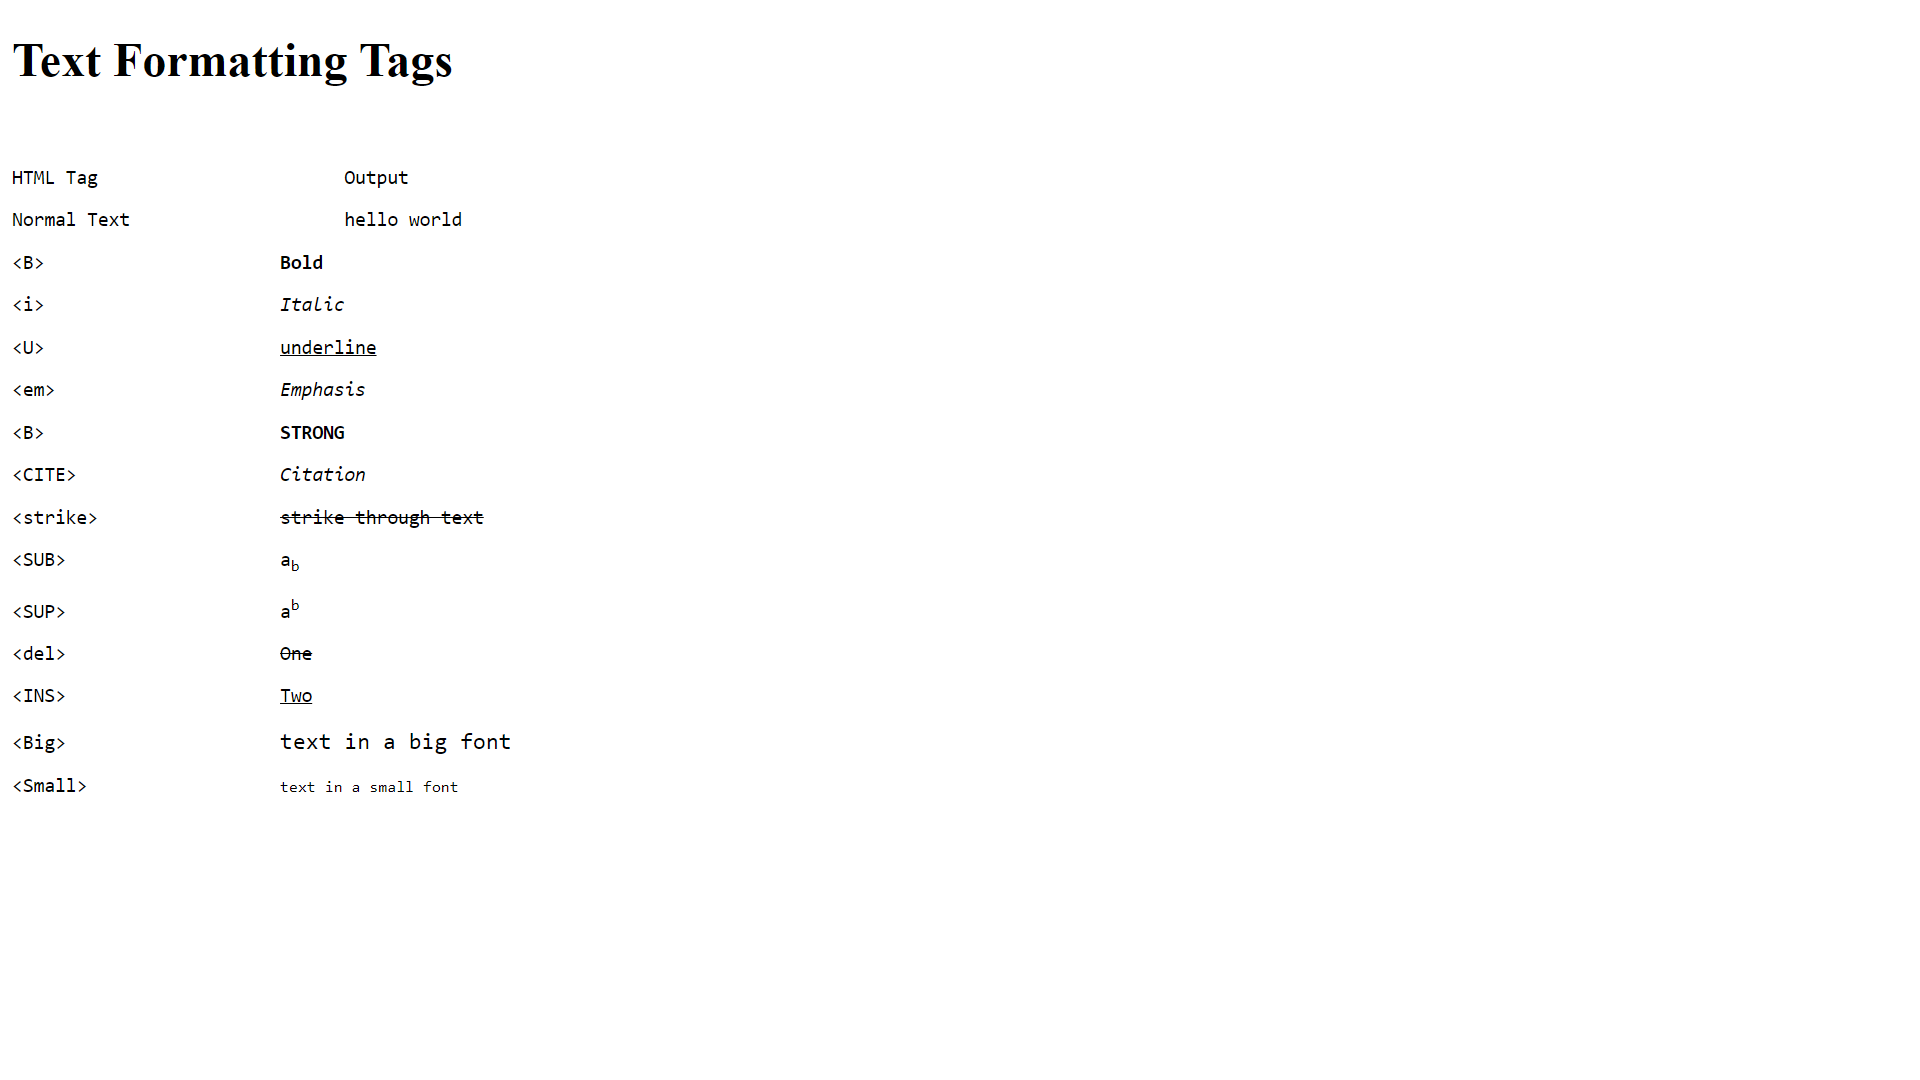 Text Formatting Tags
HTML Tag Output
Normal Text hello world
<B> Bold
<i> Italic
<U> underline
<em> Emphasis
<B> STRONG
<CITE> Citation
<strike> strike through text
<SUB> ab
<SUP> ab
<del> One
<INS> Two
<Big> text in a big font
<Small> text in a small font